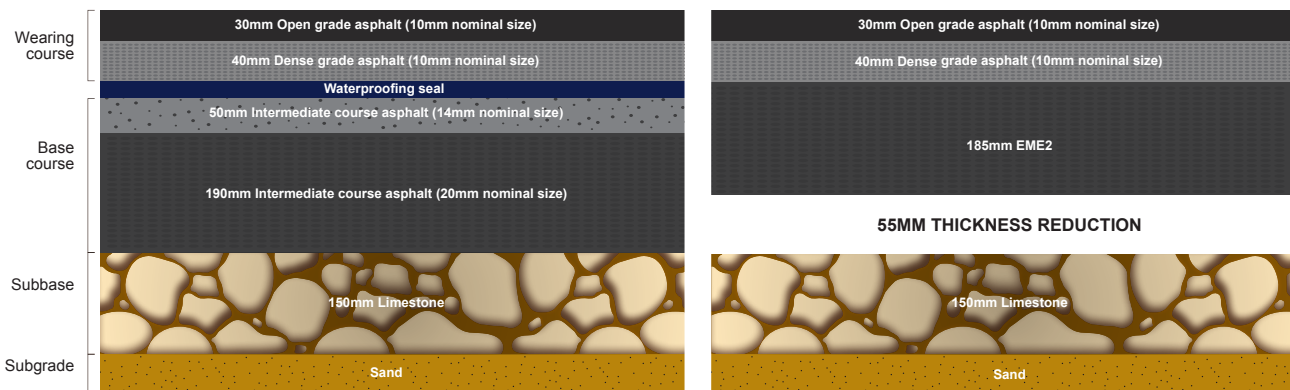 Wearing
course
Base
course
Subbase
Subgrade
30mm Open grade asphalt (10mm nominal size)
40mm Dense grade asphalt (10mm nominal size)
Waterproofing seal
50mm Intermediate course asphalt (14mm nominal size)
190mm Intermediate course asphalt (20mm nominal size)
150mm Limestone
Sand
30mm Open grade asphalt (10mm nominal size)
40mm Dense grade asphalt (10mm nominal size)
185mm EME2
55MM THICKNESS REDUCTION
150mm Limestone
Sand